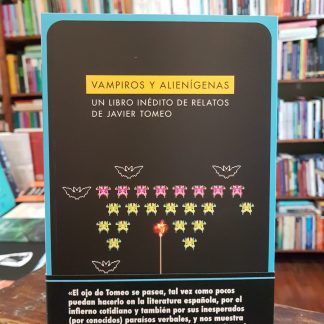 VAMPIROS Y ALIENÍGENAS
UN LIBRO INÉDITO DE RELATOS
DE JAVIER TOMEO
«El ojo de Tomeo se pasea, tal vez como pocos
puedan hacerlo en la literatura española, por el
infierno cotidiano y también por sus inesperados
(por conocidos) paraísos verbales, y nos muestra